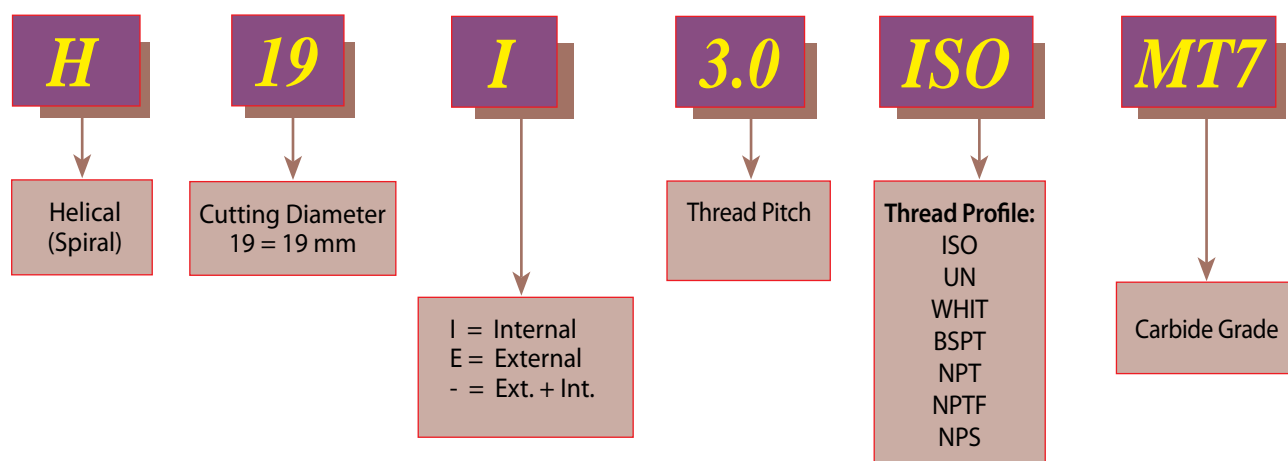 H 19 I 3.0 ISO MT7
Helical
(Spiral)
Cutting Diameter
19 = 19 mm
I = Internal
E = External
- = Ext. + Int.
Thread Pitch
Thread Profile:
ISO
UN
WHIT
BSPT
NPT
NPTF
NPS
Carbide Grade